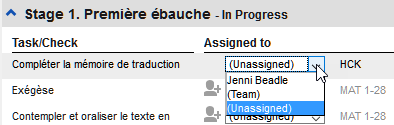 Stage 1. Première ébauche - In Progress
Task/Check Assigned to
Compléter la mémoire de traduction (Unassigned) HCK
Jenni Beadle
Exégèse (Team) MAT 1-28
(Unassigned)
Contempler et oraliser le texte en (Unassigned) MAT 1-28